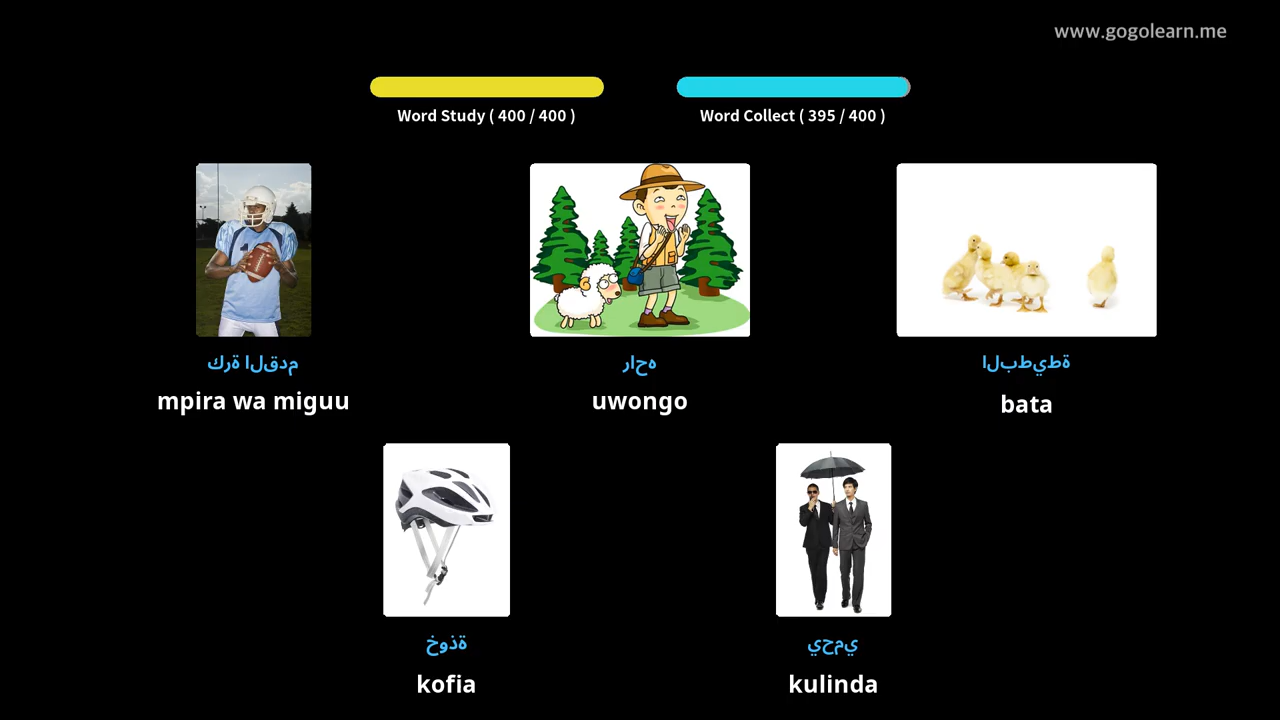 www.gogolearn.me
Word Study ( 400 / 400 )
Word Collect ( 395 / 400 )
كرة القدم
mpira wa miguu
راحه
uwongo
البطيطة
bata
خوذة
kofia
يحمي
kulinda